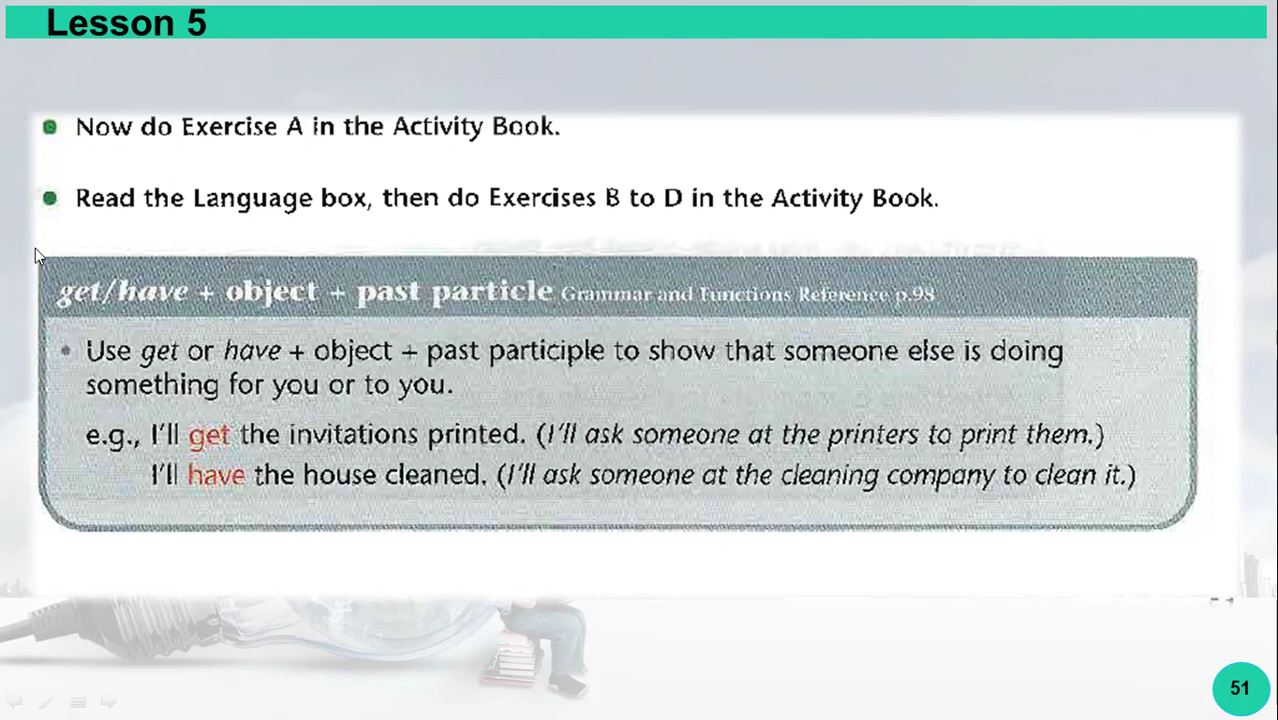 Lesson 5
Now do Exercise A in the Activity Book.
Read the Language box, then do Exercises B to D in the Activity Book.
get/have + object + past particle Grammar and Functions Reference p.98
Use get or have + object + past participle to show that someone else is doing
something for you or to you.
e.g., I'll get the invitations printed. (I'll ask someone at the printers to print them.)
I'll have the house cleaned. (I'll ask someone at the cleaning company to clean it.)
51